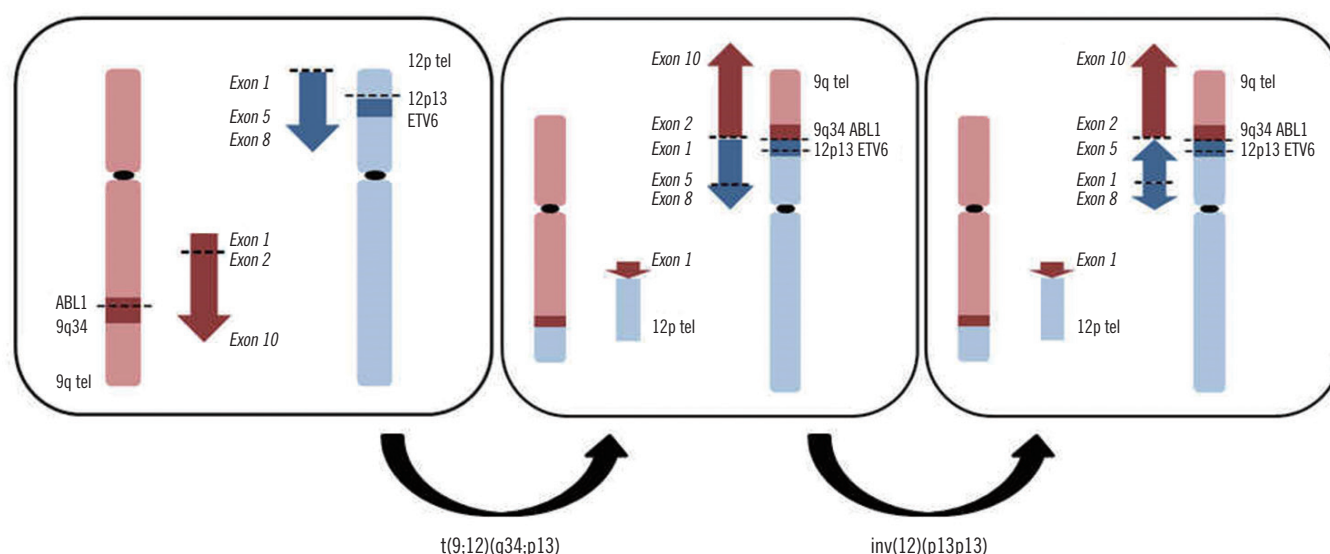 Exon 1
Exon 5
Exon 8
12p tel
12p13
ETV6
ABL1
9q34
9q tel
Exon 1
Exon 2
Exon 10
Exon 10
Exon 2
Exon 1
Exon 5
Exon 8
9q tel
9q34 ABL1
12p13 ETV6
Exon 1
12p tel
Exon 10
Exon 2
Exon 5
Exon 1
Exon 8
9q tel
9q34 ABL1
12p13 ETV6
Exon 1
12p tel
t(9;12)(q34;p13)
inv(12)(p13p13)